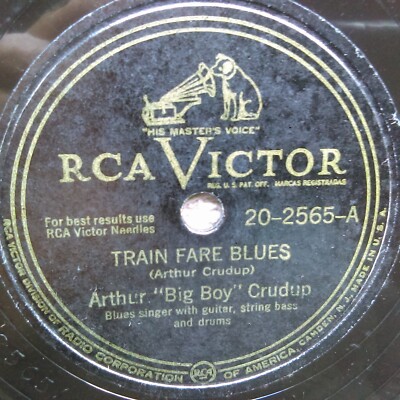 "HIS MASTER'S VOICE"
RCA VICTOR
REG. U. S. PAT. OFF. MARCAS REGISTRADAS
For best results use
RCA Victor Needles
20-2565-A
TRAIN FARE BLUES
(Arthur Crudup)
Arthur "Big Boy" Crudup
Blues singer with guitar, string bass
and drums
RCA VICTOR DIVISION OF RADIO CORPORATION OF AMERICA, CAMDEN, N. J. MADE IN U. S. A.
RCA